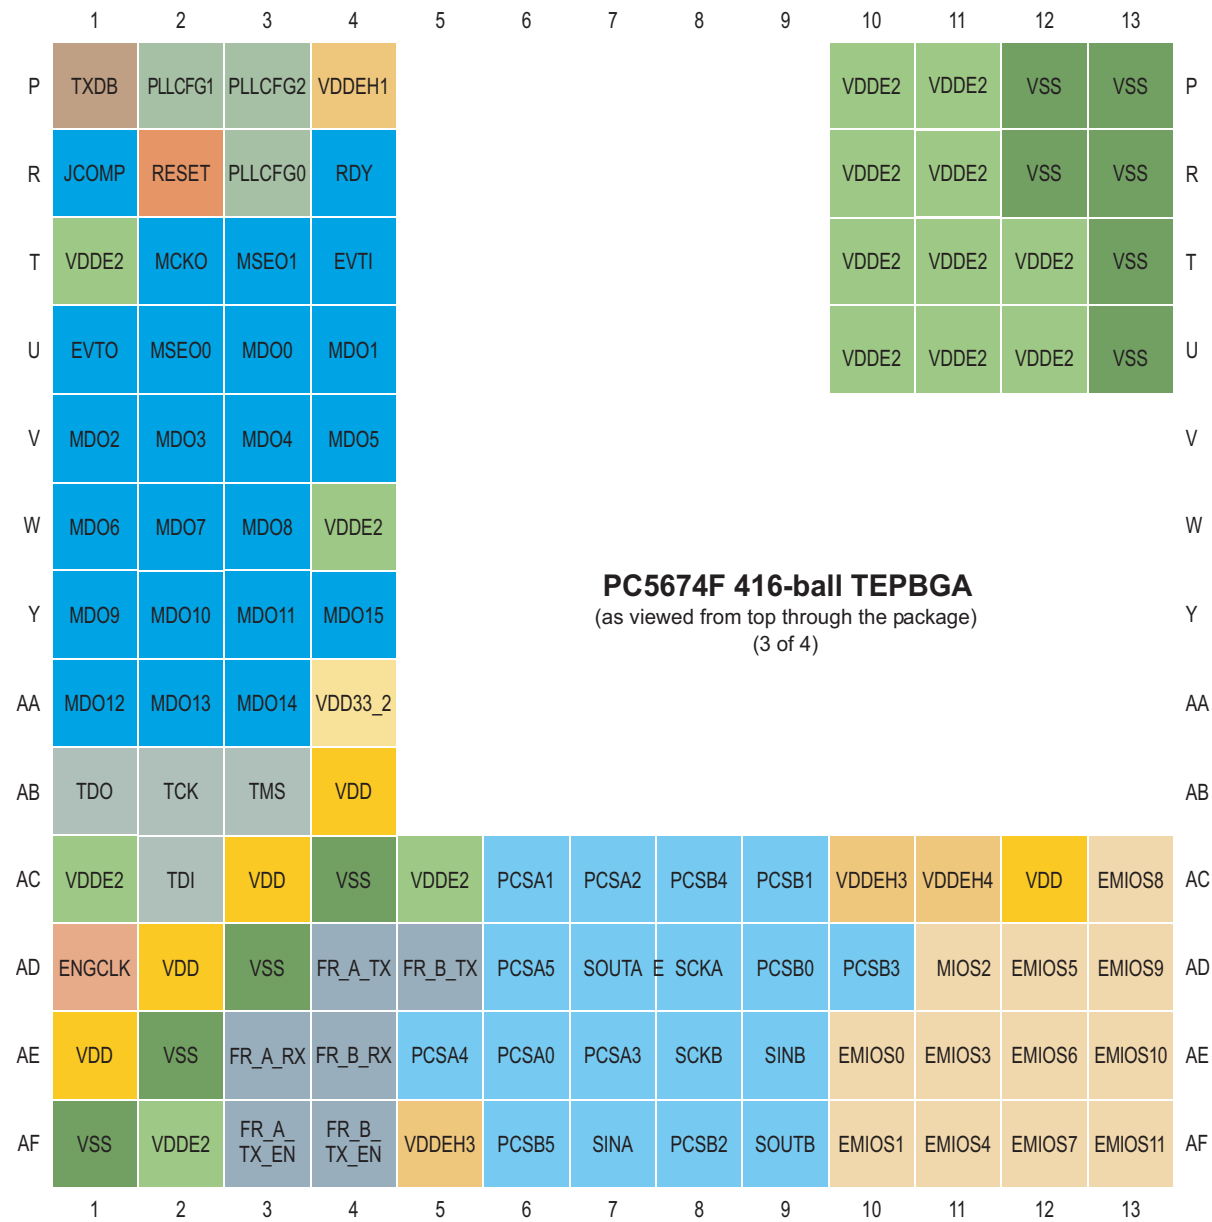 1 2 3 4 5 6 7 8 9 10 11 12 13
P TXDB PLLCFG1 PLLCFG2 VDDEH1 VDDE2 VDDE2 VSS VSS P
R JCOMP RESET PLLCFG0 RDY VDDE2 VDDE2 VSS VSS R
T VDDE2 MCKO MSEO1 EVTI VDDE2 VDDE2 VDDE2 VSS T
U EVTO MSEO0 MDO0 MDO1 VDDE2 VDDE2 VDDE2 VSS U
V MDO2 MDO3 MDO4 MDO5 V
W MDO6 MDO7 MDO8 VDDE2 W
PC5674F 416-ball TEPBGA
(as viewed from top through the package)
(3 of 4)
Y MDO9 MDO10 MDO11 MDO15 Y
AA MDO12 MDO13 MDO14 VDD33_2 AA
AB TDO TCK TMS VDD AB
AC VDDE2 TDI VDD VSS VDDE2 PCSA1 PCSA2 PCSB4 PCSB1 VDDEH3 VDDEH4 VDD EMIOS8 AC
AD ENGCLK VDD VSS FR_A_TX FR_B_TX PCSA5 SOUTA E SCKA PCSB0 PCSB3 MIOS2 EMIOS5 EMIOS9 AD
AE VDD VSS FR_A_RX FR_B_RX PCSA4 PCSA0 PCSA3 SCKB SINB EMIOS0 EMIOS3 EMIOS6 EMIOS10 AE
AF VSS VDDE2 FR_A_ TX_EN FR_B_ TX_EN VDDEH3 PCSB5 SINA PCSB2 SOUTB EMIOS1 EMIOS4 EMIOS7 EMIOS11 AF
1 2 3 4 5 6 7 8 9 10 11 12 13